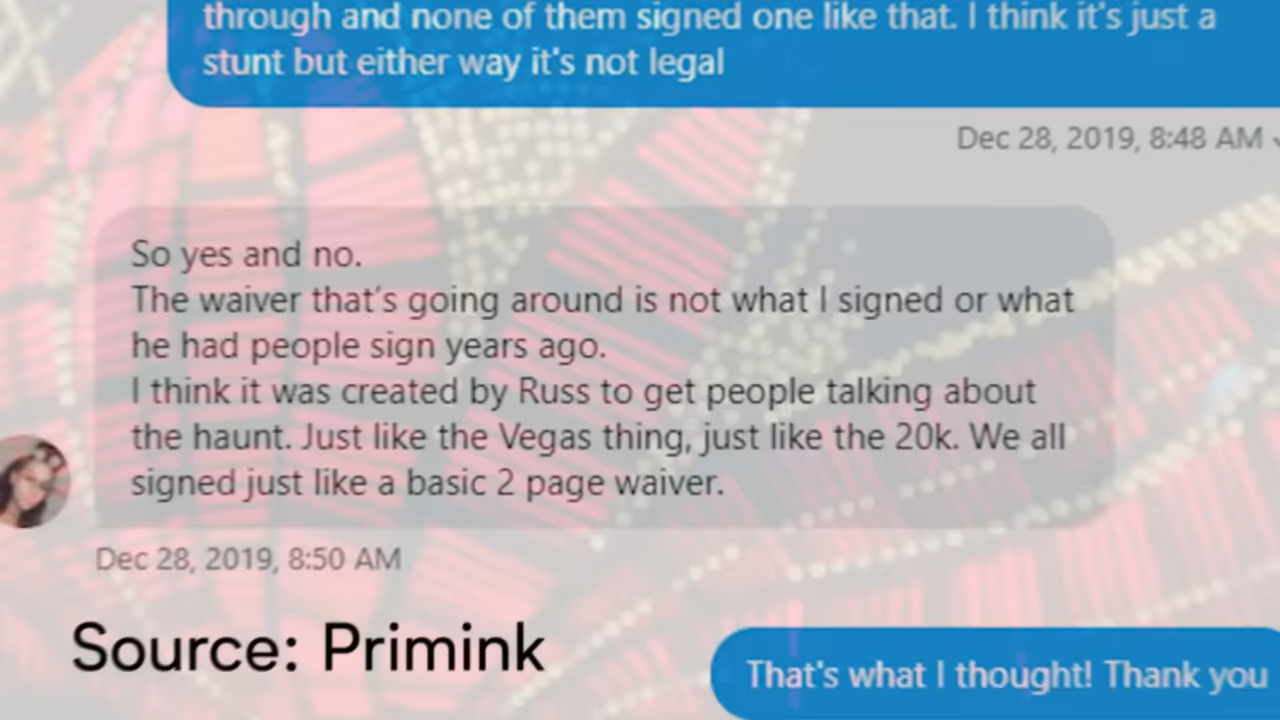 through and none of them signed one like that. I think it's just a
stunt but either way it's not legal
Dec 28, 2019, 8:48 AM
So yes and no.
The waiver that's going around is not what I signed or what
he had people sign years ago.
I think it was created by Russ to get people talking about
the haunt. Just like the Vegas thing, just like the 20k. We all
signed just like a basic 2 page waiver.
Dec 28, 2019, 8:50 AM
Source: Primink
That's what I thought! Thank you